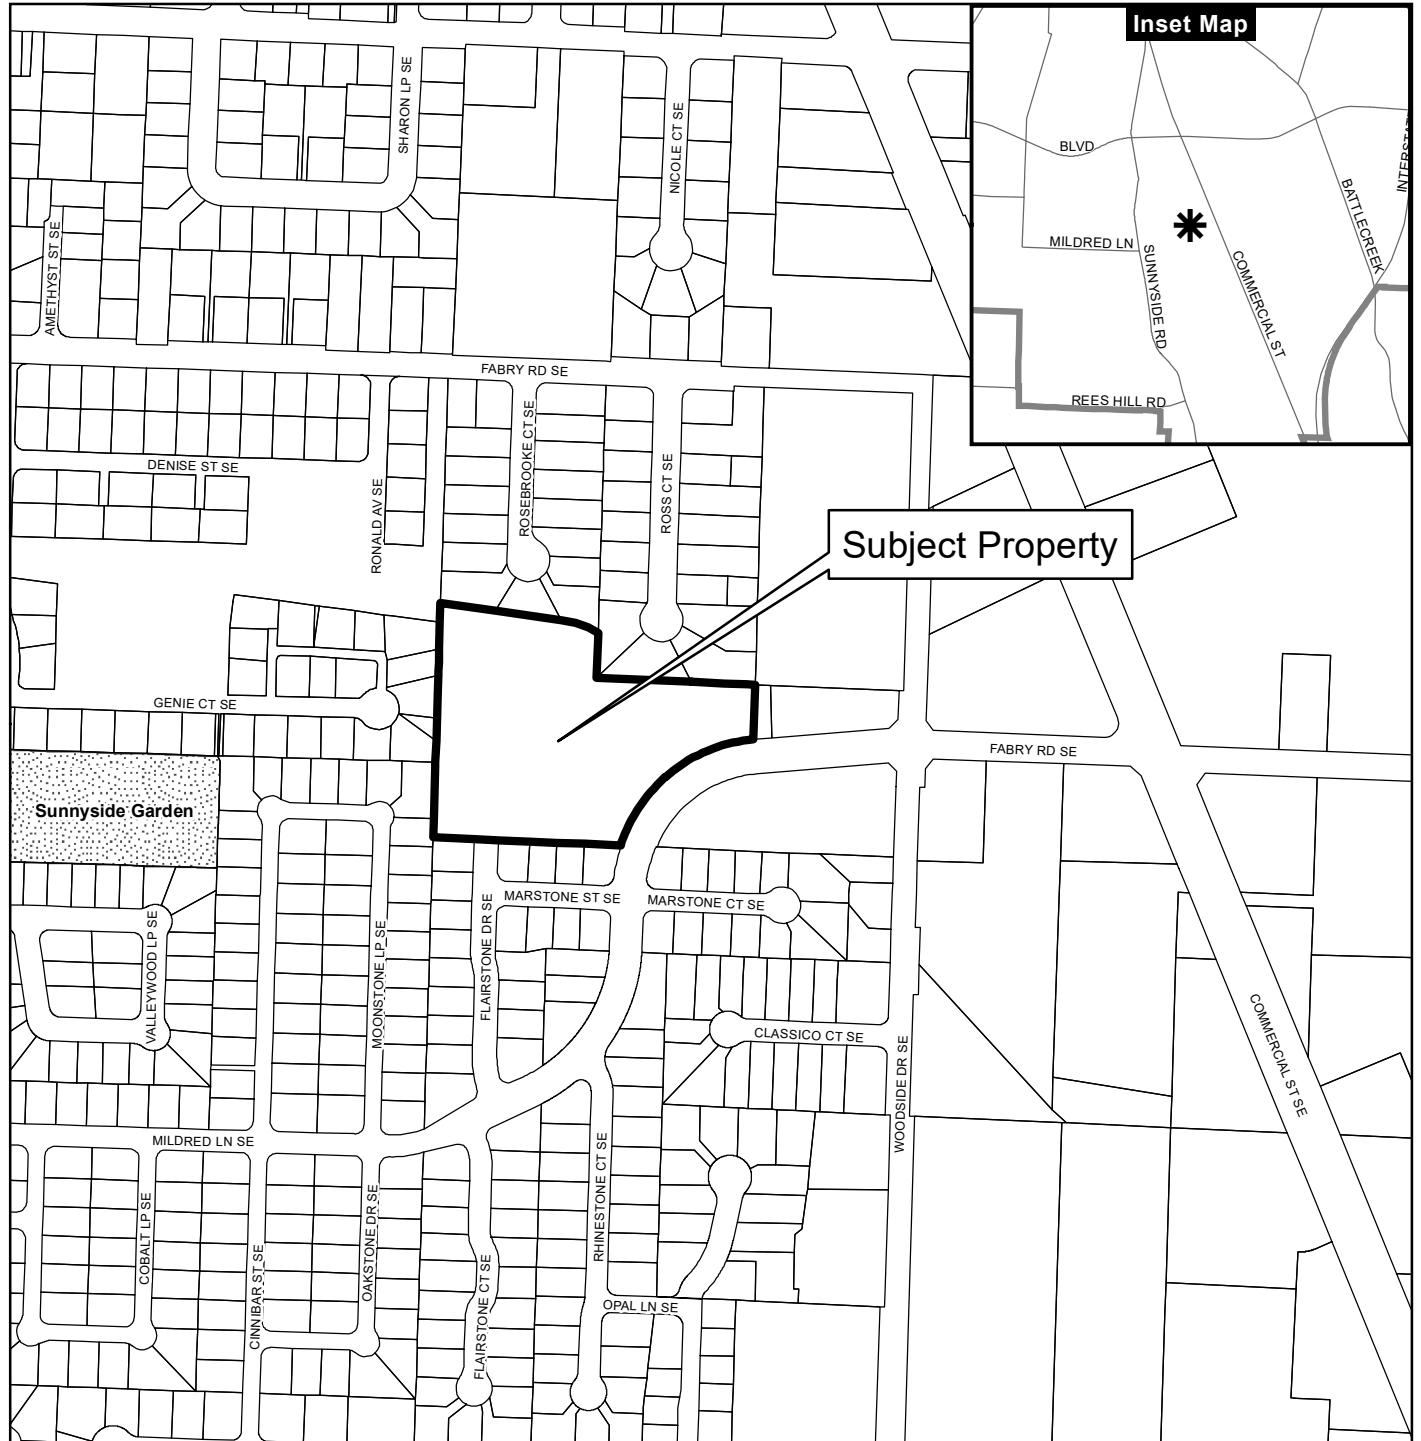 Inset Map
BLVD
INTERSTAT
BATTLECREEK
MILDRED LN
SUNNYSIDE RD
COMMERCIAL ST
REES HILL RD
SHARON LP SE
NICOLE CT SE
AMETHYST ST SE
FABRY RD SE
ROSEBROOKE CT SE
ROSS CT SE
DENISE ST SE
RONALD AV SE
Subject Property
GENIE CT SE
FABRY RD SE
Sunnyside Garden
MARSTONE ST SE
MARSTONE CT SE
VALLEYWOOD LP SE
MOONSTONE LP SE
FLAIRSTONE DR SE
CLASSICO CT SE
WOODSIDE DR SE
COMMERCIAL ST SE
MILDRED LN SE
COBALT LP SE
CINNIBAR ST SE
OAKSTONE DR SE
FLAIRSTONE CT SE
RHINESTONE CT SE
OPAL LN SE